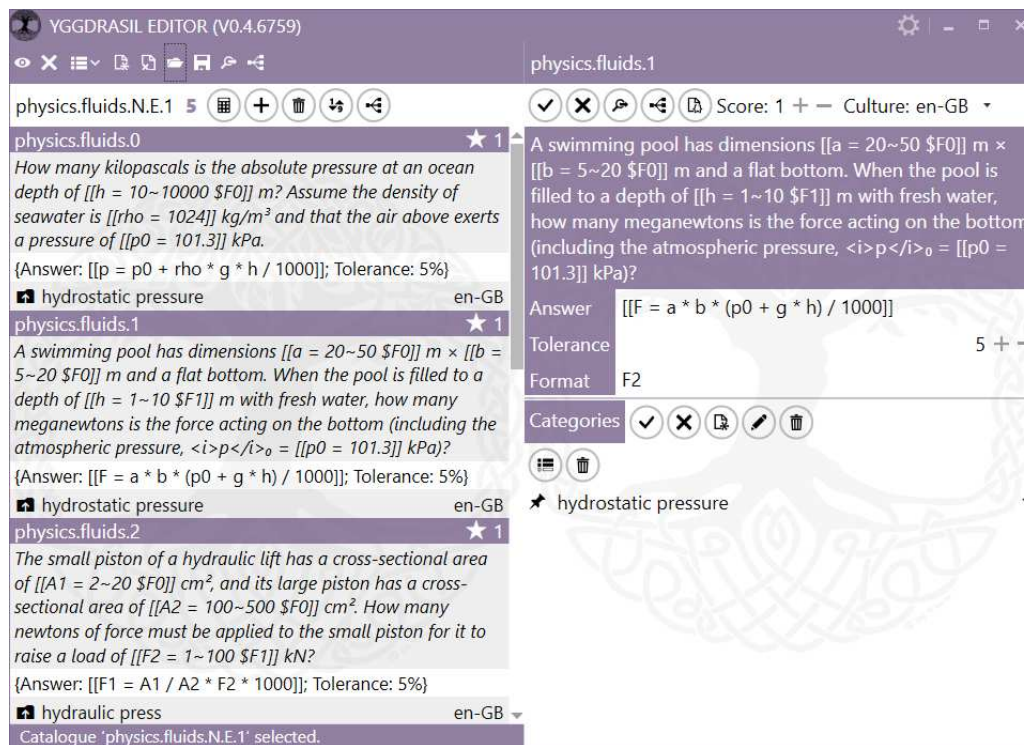 YGGDRASIL EDITOR (V0.4.6759)
physics.fluids.N.E.1 5
physics.fluids.0 1
How many kilopascals is the absolute pressure at an ocean
depth of [[h = 10~10000 $F0]] m? Assume the density of
seawater is [[rho = 1024]] kg/m³ and that the air above exerts
a pressure of [[p0 = 101.3]] kPa.
{Answer: [[p = p0 + rho * g * h / 1000]]; Tolerance: 5%}
hydrostatic pressure en-GB
physics.fluids.1 1
A swimming pool has dimensions [[a = 20~50 $F0]] m × [[b =
5~20 $F0]] m and a flat bottom. When the pool is filled to a
depth of [[h = 1~10 $F1]] m with fresh water, how many
meganewtons is the force acting on the bottom (including the
atmospheric pressure, <i>p</i>₀ = [[p0 = 101.3]] kPa)?
{Answer: [[F = a * b * (p0 + g * h) / 1000]]; Tolerance: 5%}
hydrostatic pressure en-GB
physics.fluids.2 1
The small piston of a hydraulic lift has a cross-sectional area
of [[A1 = 2~20 $F0]] cm², and its large piston has a cross-
sectional area of [[A2 = 100~500 $F0]] cm². How many
newtons of force must be applied to the small piston for it to
raise a load of [[F2 = 1~100 $F1]] kN?
{Answer: [[F1 = A1 / A2 * F2 * 1000]]; Tolerance: 5%}
hydraulic press en-GB
Catalogue 'physics.fluids.N.E.1' selected.
physics.fluids.1
Score: 1 + − Culture: en-GB
A swimming pool has dimensions [[a = 20~50 $F0]] m ×
[[b = 5~20 $F0]] m and a flat bottom. When the pool is
filled to a depth of [[h = 1~10 $F1]] m with fresh water,
how many meganewtons is the force acting on the bottom
(including the atmospheric pressure, <i>p</i>₀ = [[p0 =
101.3]] kPa)?
Answer [[F = a * b * (p0 + g * h) / 1000]]
Tolerance 5 + −
Format F2
Categories
hydrostatic pressure